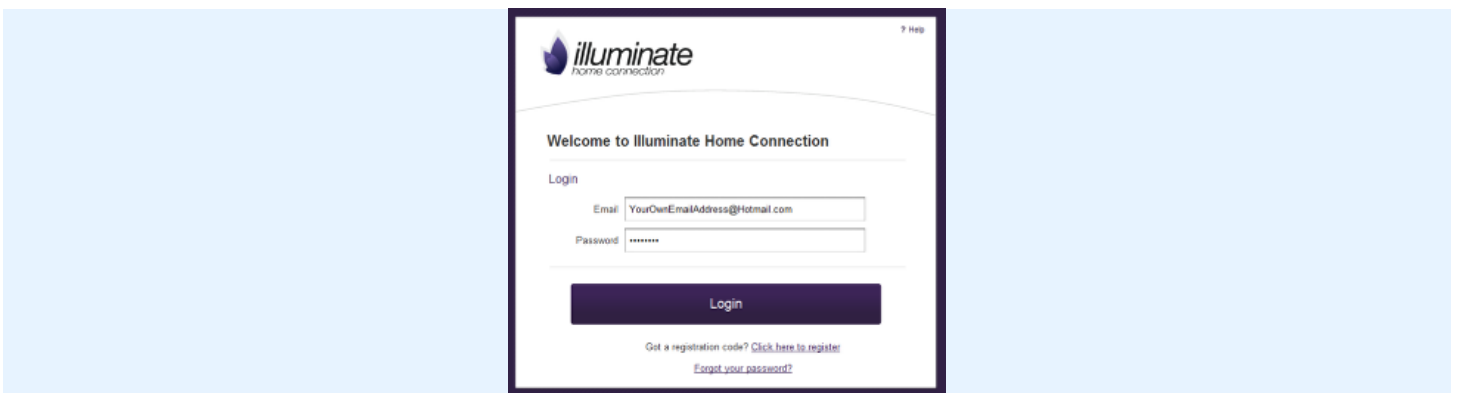 ? Help
illuminate
home connection
Welcome to Illuminate Home Connection
Login
Email YourOwnEmailAddress@Hotmail.com
Password ••••••••
Login
Got a registration code? Click here to register
Forgot your password?